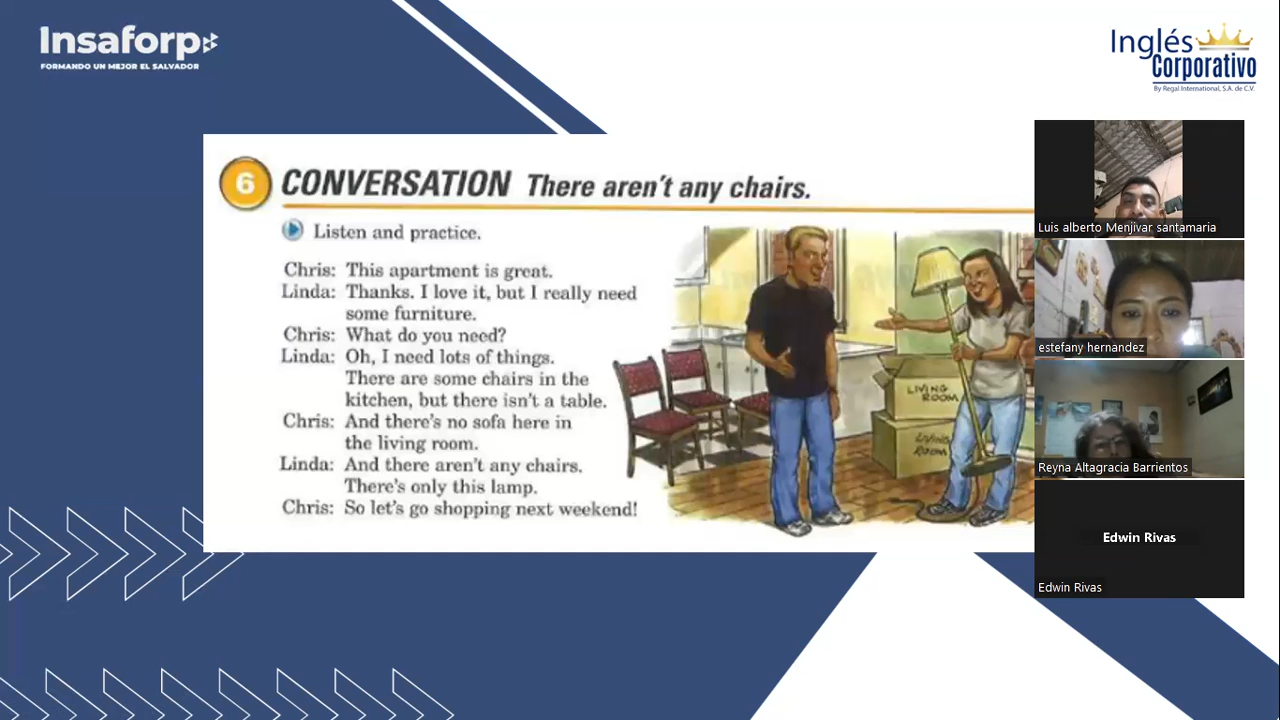 Insaforp
FORMANDO UN MEJOR EL SALVADOR
Inglés
Corporativo
By Regal International, S.A. de C.V.
6 CONVERSATION There aren't any chairs.
Listen and practice.
Chris: This apartment is great.
Linda: Thanks. I love it, but I really need
some furniture.
Chris: What do you need?
Linda: Oh, I need lots of things.
There are some chairs in the
kitchen, but there isn't a table.
Chris: And there's no sofa here in
the living room.
Linda: And there aren't any chairs.
There's only this lamp.
Chris: So let's go shopping next weekend!
LIVING
ROOM
LIVING
ROOM
Luis alberto Menjivar santamaria
estefany hernandez
Reyna Altagracia Barrientos
Edwin Rivas
Edwin Rivas